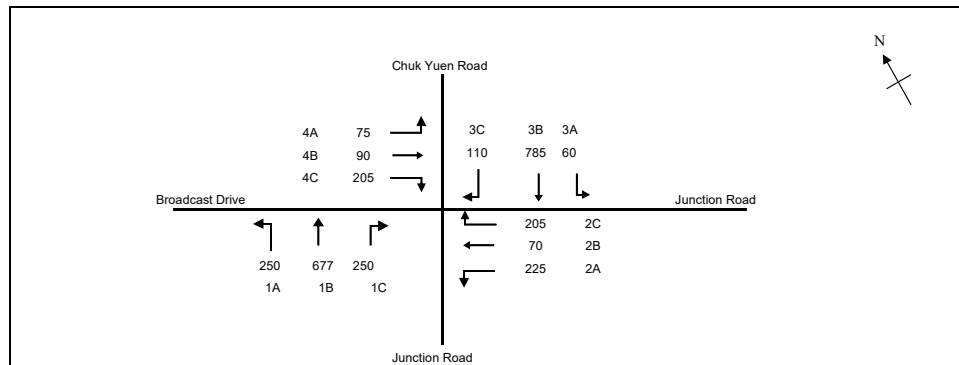 N
Chuk Yuen Road
4A 75 3C 3B 3A
4B 90 110 785 60
4C 205
Broadcast Drive Junction Road
205 2C
70 2B
250 677 250 225 2A
1A 1B 1C
Junction Road